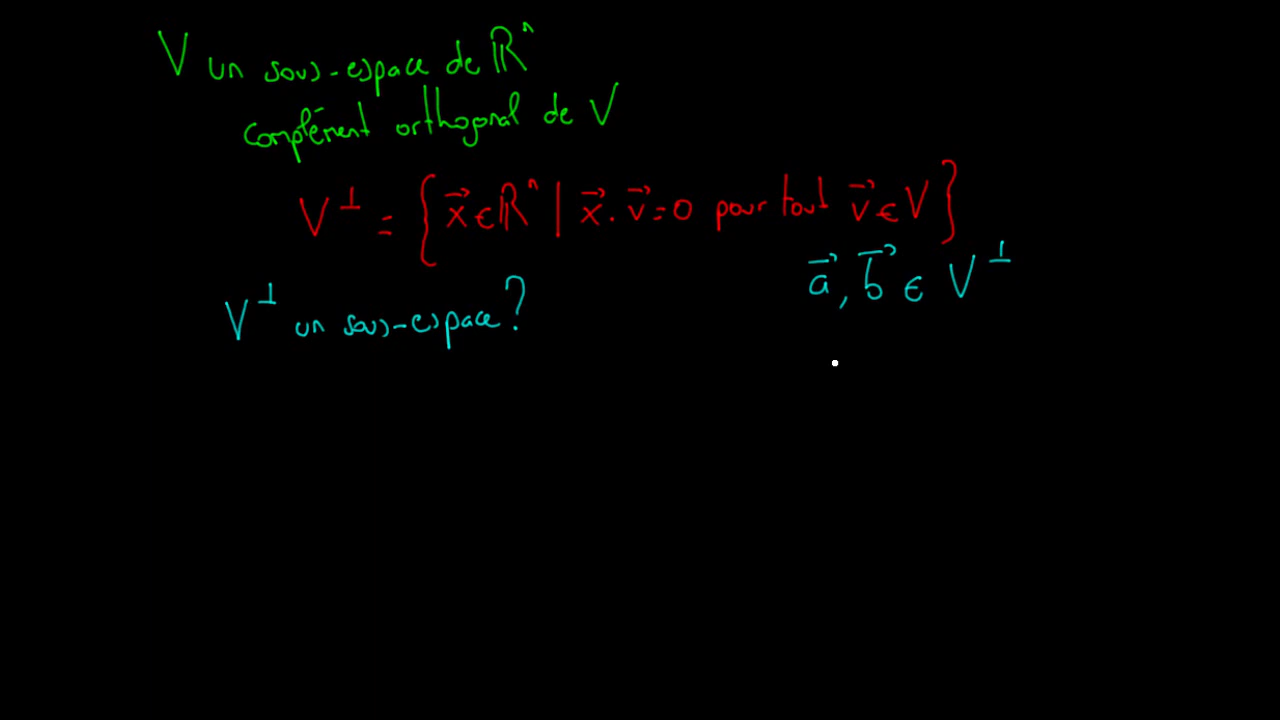 V un sous-espace de ℝⁿ
complément orthogonal de V
V^⊥ = { x⃗ ∈ ℝⁿ | x⃗ . v⃗ = 0 pour tout v⃗ ∈ V }
a⃗, b⃗ ∈ V^⊥
V^⊥ un sous-espace ?